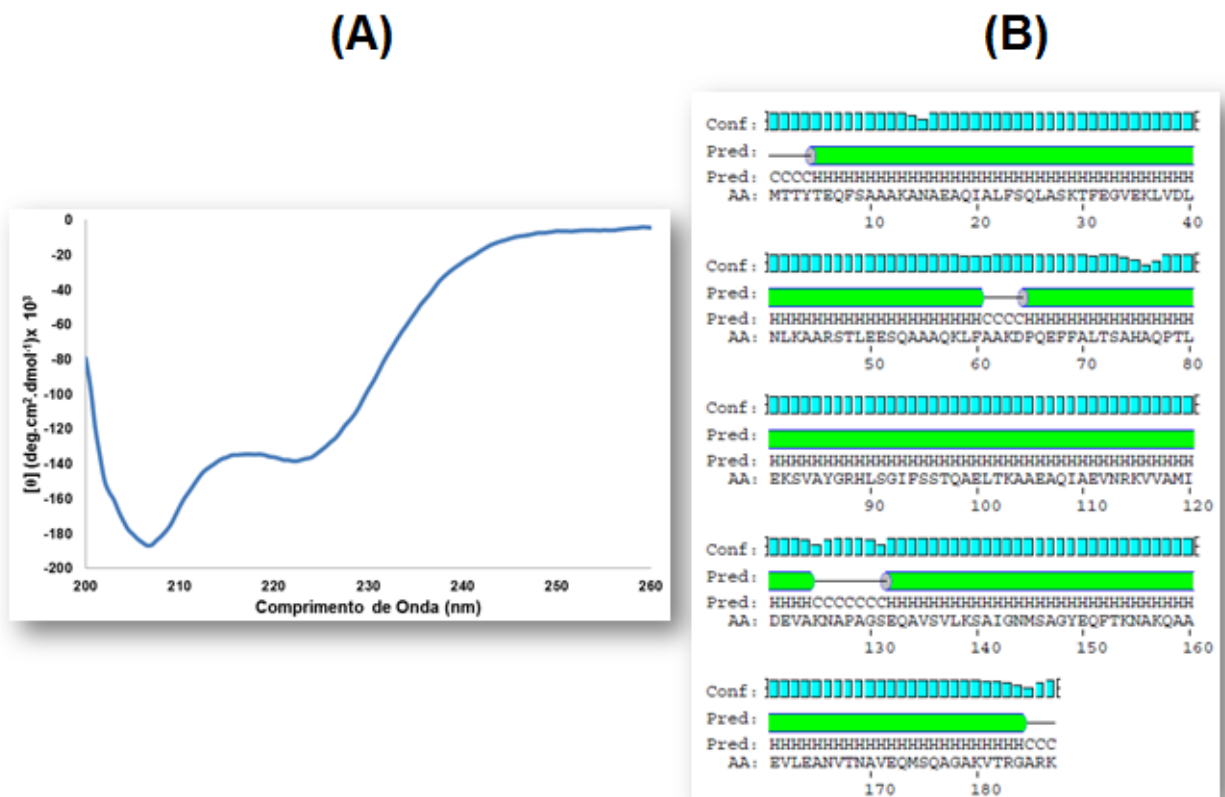 (A)
0
-20
-40
-60
-80
-100
-120
-140
-160
-180
-200
[θ] (deg.cm².dmol⁻¹)x 10³
200 210 220 230 240 250 260
Comprimento de Onda (nm)
(B)
Conf:
Pred:
Pred: CCCCHHHHHHHHHHHHHHHHHHHHHHHHHHHHHHHHHHHH
AA: MTTYTEQFSAAAKANAEAQIALFSQLASKTFEGVEKLVDL
10 20 30 40
Conf:
Pred:
Pred: HHHHHHHHHHHHHHHHHHHHCCCCHHHHHHHHHHHHHHHH
AA: NLKAARSTLEESQAAAQKLFAAKDPQEFFALTSAHAQPTL
50 60 70 80
Conf:
Pred:
Pred: HHHHHHHHHHHHHHHHHHHHHHHHHHHHHHHHHHHHHHHH
AA: EKSVAYGRHLSGIFSSTQAELTKAAEAQIAEVNRKVVAMI
90 100 110 120
Conf:
Pred:
Pred: HHHHCCCCCCCHHHHHHHHHHHHHHHHHHHHHHHHHHHHH
AA: DEVAKNAPAGSEQAVSVLKSAIGNMSAGYEQFTKNAKQAA
130 140 150 160
Conf:
Pred:
Pred: HHHHHHHHHHHHHHHHHHHHHHHHCCC
AA: EVLEANVTNAVEQMSQAGAKVTRGARK
170 180